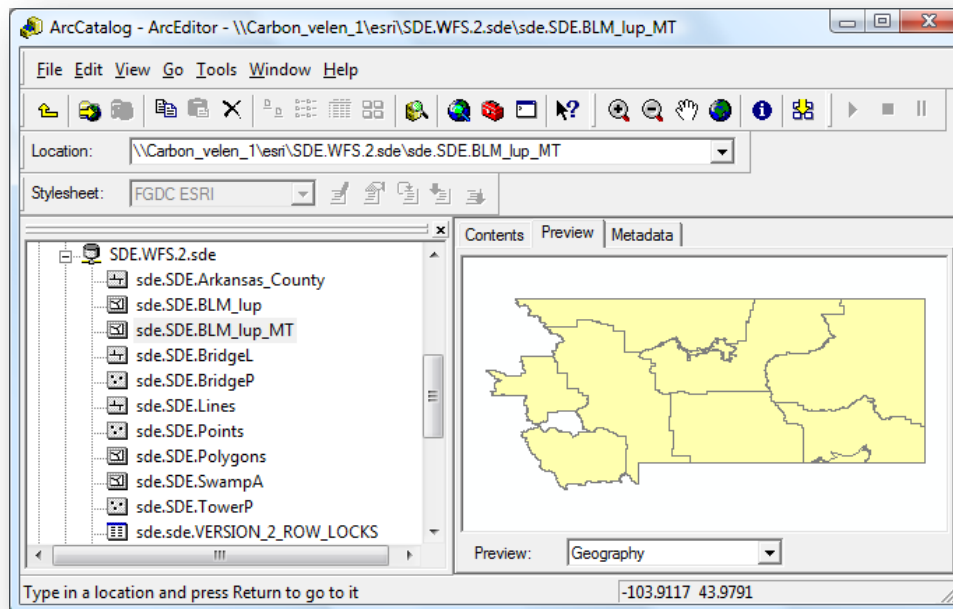 ArcCatalog - ArcEditor - \\Carbon_velen_1\esri\SDE.WFS.2.sde\sde.SDE.BLM_lup_MT
File Edit View Go Tools Window Help
Location: \\Carbon_velen_1\esri\SDE.WFS.2.sde\sde.SDE.BLM_lup_MT
Stylesheet: FGDC ESRI
SDE.WFS.2.sde
sde.SDE.Arkansas_County
sde.SDE.BLM_lup
sde.SDE.BLM_lup_MT
sde.SDE.BridgeL
sde.SDE.BridgeP
sde.SDE.Lines
sde.SDE.Points
sde.SDE.Polygons
sde.SDE.SwampA
sde.SDE.TowerP
sde.sde.VERSION_2_ROW_LOCKS
Contents Preview Metadata
Preview: Geography
Type in a location and press Return to go to it
-103.9117 43.9791